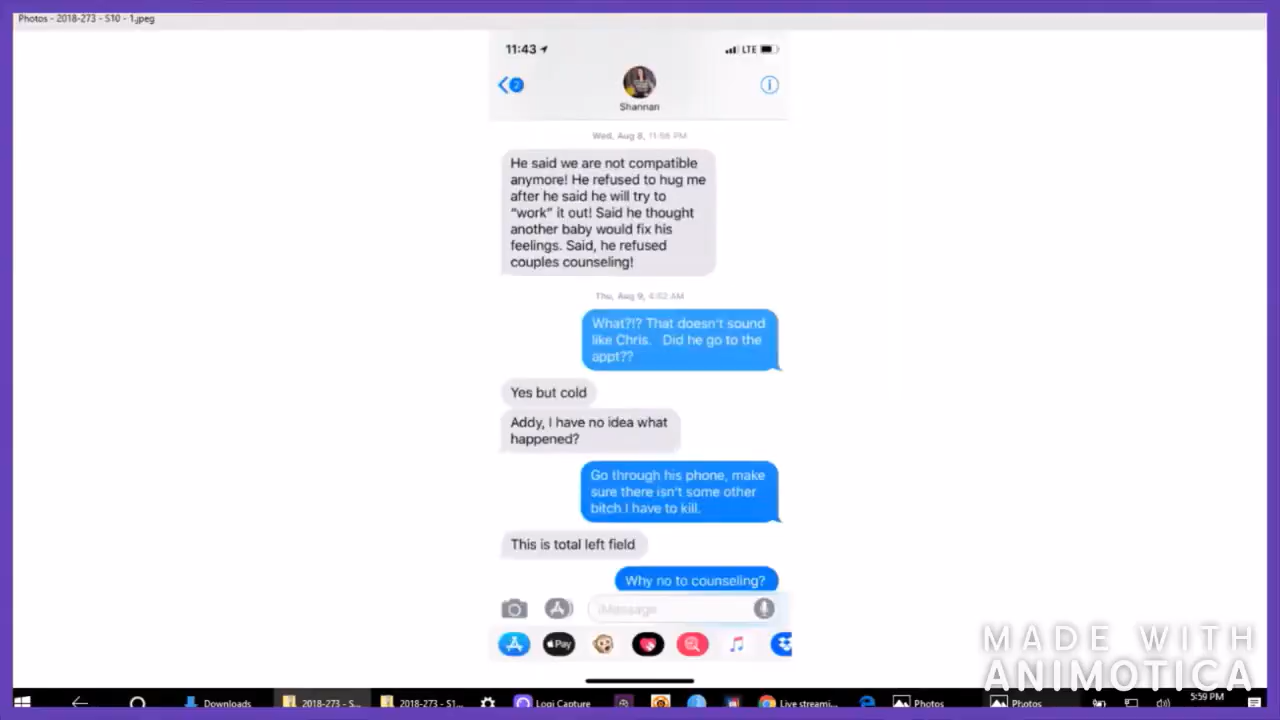 Photos - 2018-273 - S10 - 1.jpeg
11:43
LTE
2
Shannan
Wed, Aug 8, 11:56 PM
He said we are not compatible
anymore! He refused to hug me
after he said he will try to
“work” it out! Said he thought
another baby would fix his
feelings. Said, he refused
couples counseling!
Thu, Aug 9, 4:52 AM
What?!? That doesn't sound
like Chris. Did he go to the
appt??
Yes but cold
Addy, I have no idea what
happened?
Go through his phone, make
sure there isn't some other
bitch I have to kill.
This is total left field
Why no to counseling?
iMessage
Pay
MADE WITH
ANIMOTICA
Downloads
2018-273 - S...
2018-273 - S1...
Logi Capture
Live streami...
Photos
Photos
5:59 PM